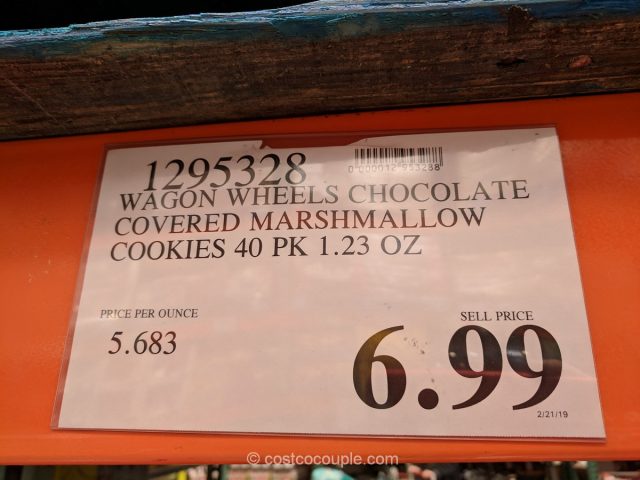 1295328
WAGON WHEELS CHOCOLATE
COVERED MARSHMALLOW
COOKIES 40 PK 1.23 OZ
PRICE PER OUNCE
5.683
SELL PRICE
6.99
2/21/19
© costcocouple.com